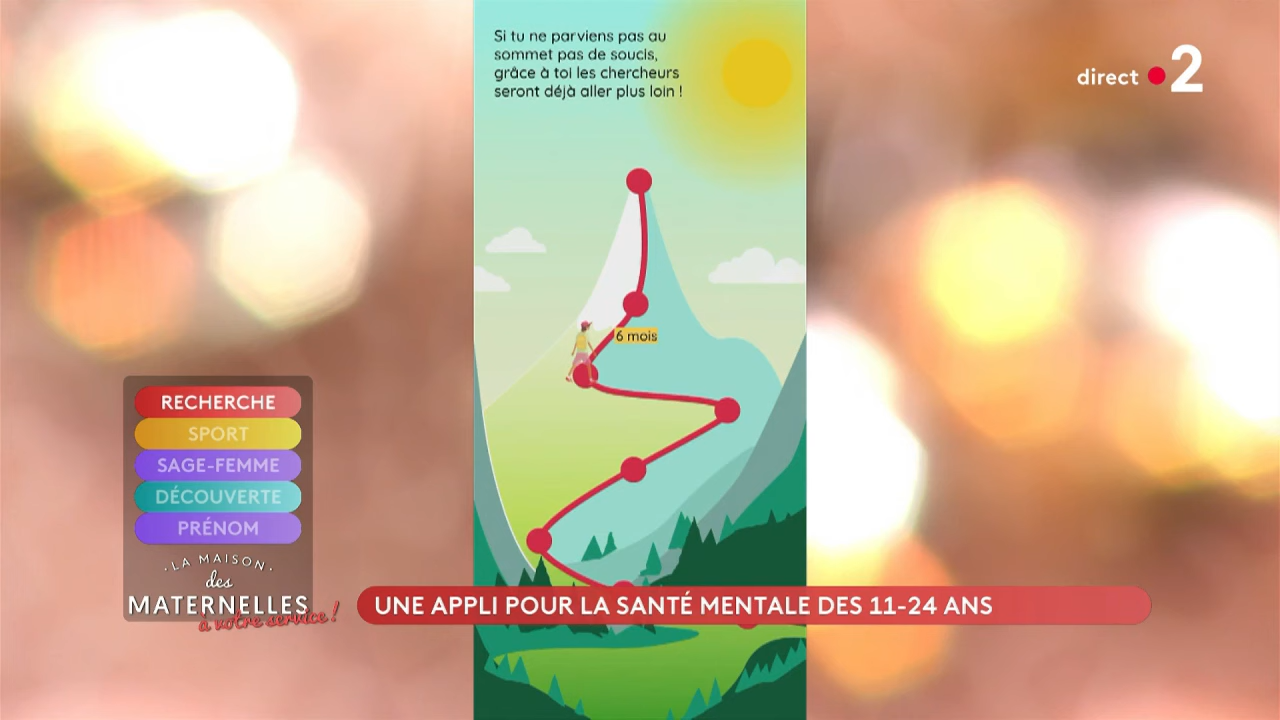 Si tu ne parviens pas au
sommet pas de soucis,
grâce à toi les chercheurs
seront déjà aller plus loin !
direct 2
6 mois
RECHERCHE
SPORT
SAGE-FEMME
DÉCOUVERTE
PRÉNOM
·LA MAISON·
des
MATERNELLES
à votre service !
UNE APPLI POUR LA SANTÉ MENTALE DES 11-24 ANS